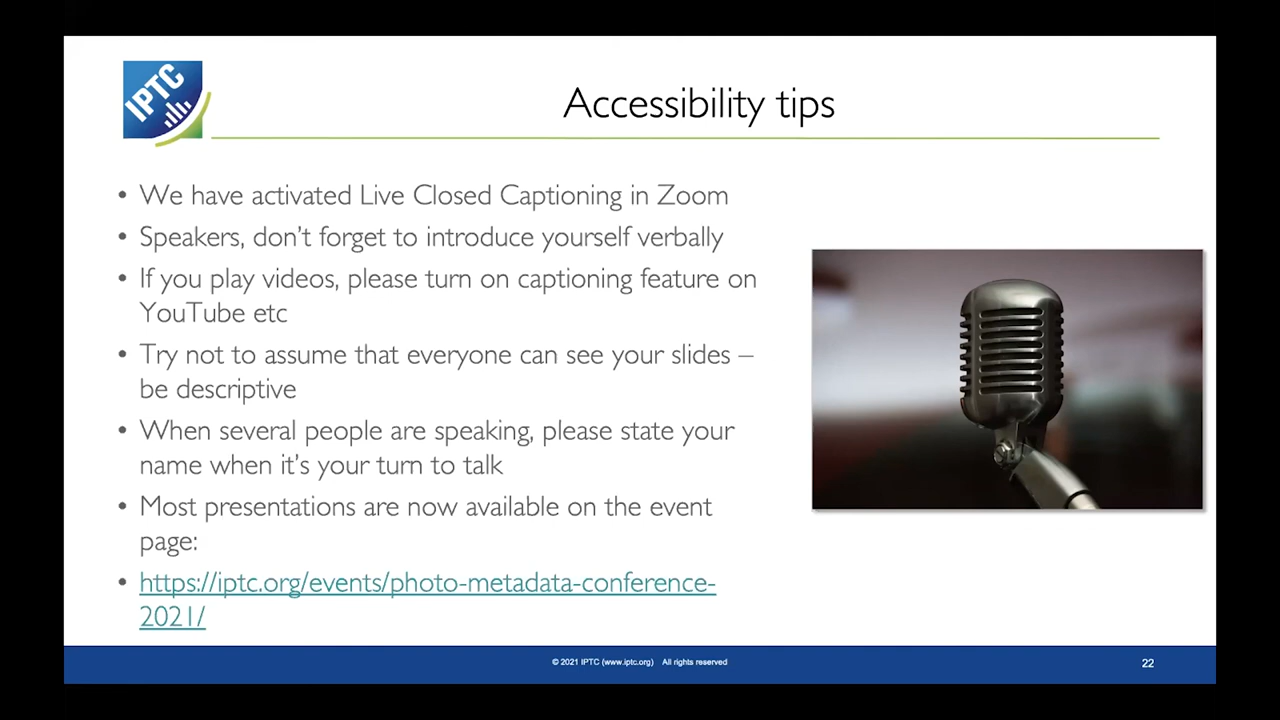 IPTC
Accessibility tips
• We have activated Live Closed Captioning in Zoom
• Speakers, don’t forget to introduce yourself verbally
• If you play videos, please turn on captioning feature on
YouTube etc
• Try not to assume that everyone can see your slides –
be descriptive
• When several people are speaking, please state your
name when it’s your turn to talk
• Most presentations are now available on the event
page:
• https://iptc.org/events/photo-metadata-conference-
2021/
© 2021 IPTC (www.iptc.org) All rights reserved
22